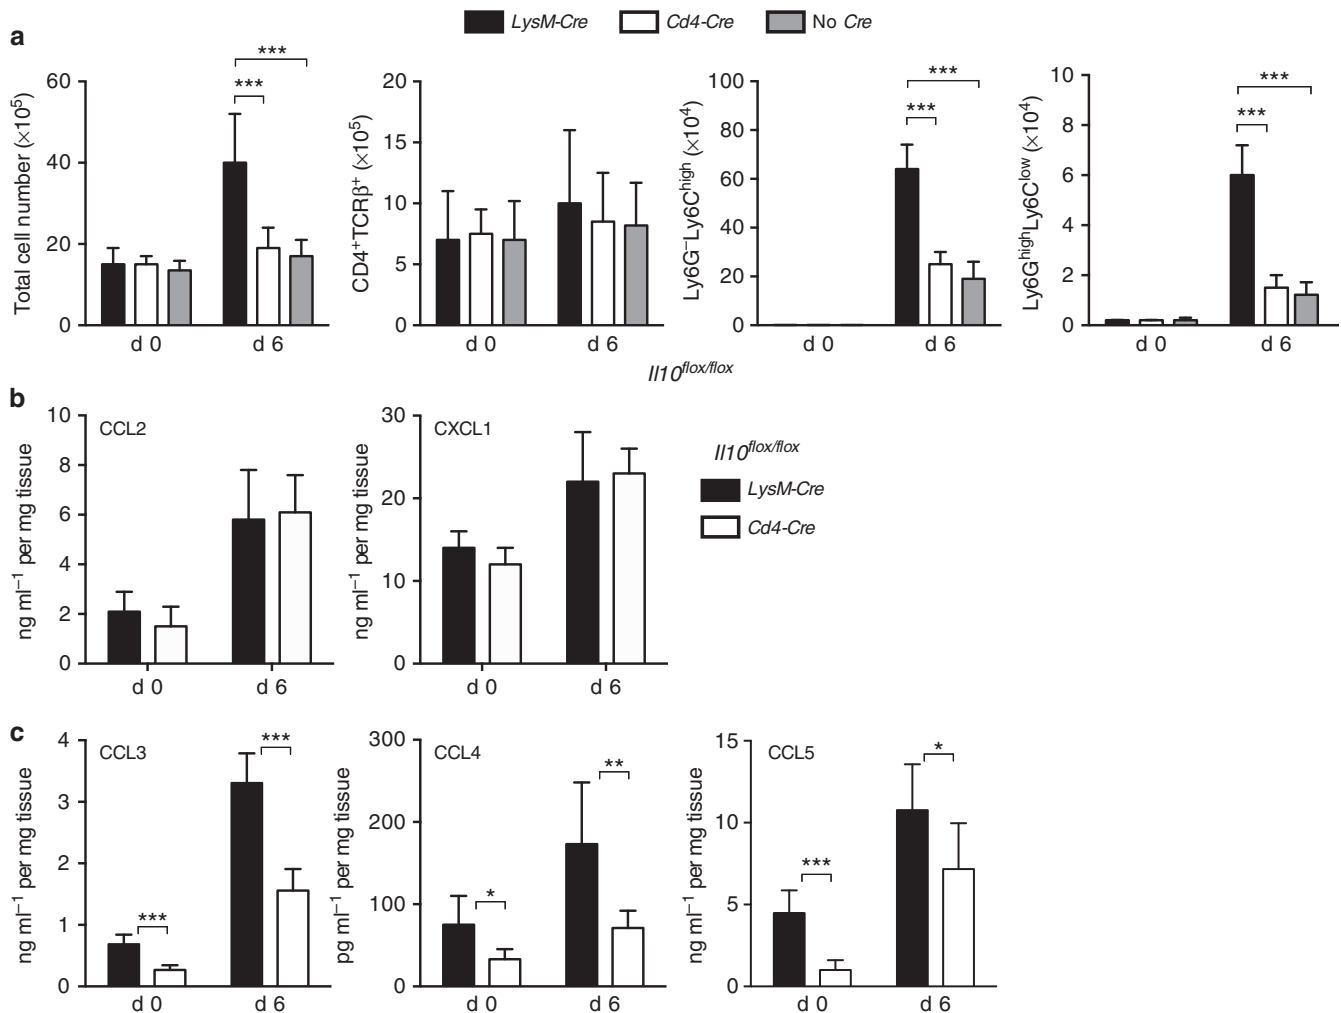 LysM-Cre Cd4-Cre No Cre
a
Total cell number (×10⁵)
60
40
20
0
***
***
d 0 d 6
CD4⁺TCRβ⁺ (×10⁵)
20
15
10
5
0
d 0 d 6
Ly6G⁻Ly6Cʰⁱᵍʰ (×10⁴)
100
80
60
40
20
0
***
***
d 0 d 6
Ly6GʰⁱᵍʰLy6Cˡᵒʷ (×10⁴)
10
8
6
4
2
0
***
***
d 0 d 6
Il10ᶠˡᵒˣ/ᶠˡᵒˣ
b
ng ml⁻¹ per mg tissue
10
8
6
4
2
0
CCL2
d 0 d 6
ng ml⁻¹ per mg tissue
30
20
10
0
CXCL1
d 0 d 6
Il10ᶠˡᵒˣ/ᶠˡᵒˣ
LysM-Cre
Cd4-Cre
c
ng ml⁻¹ per mg tissue
4
3
2
1
0
CCL3
***
***
d 0 d 6
pg ml⁻¹ per mg tissue
300
200
100
0
CCL4
**
*
d 0 d 6
ng ml⁻¹ per mg tissue
15
10
5
0
CCL5
*
***
d 0 d 6